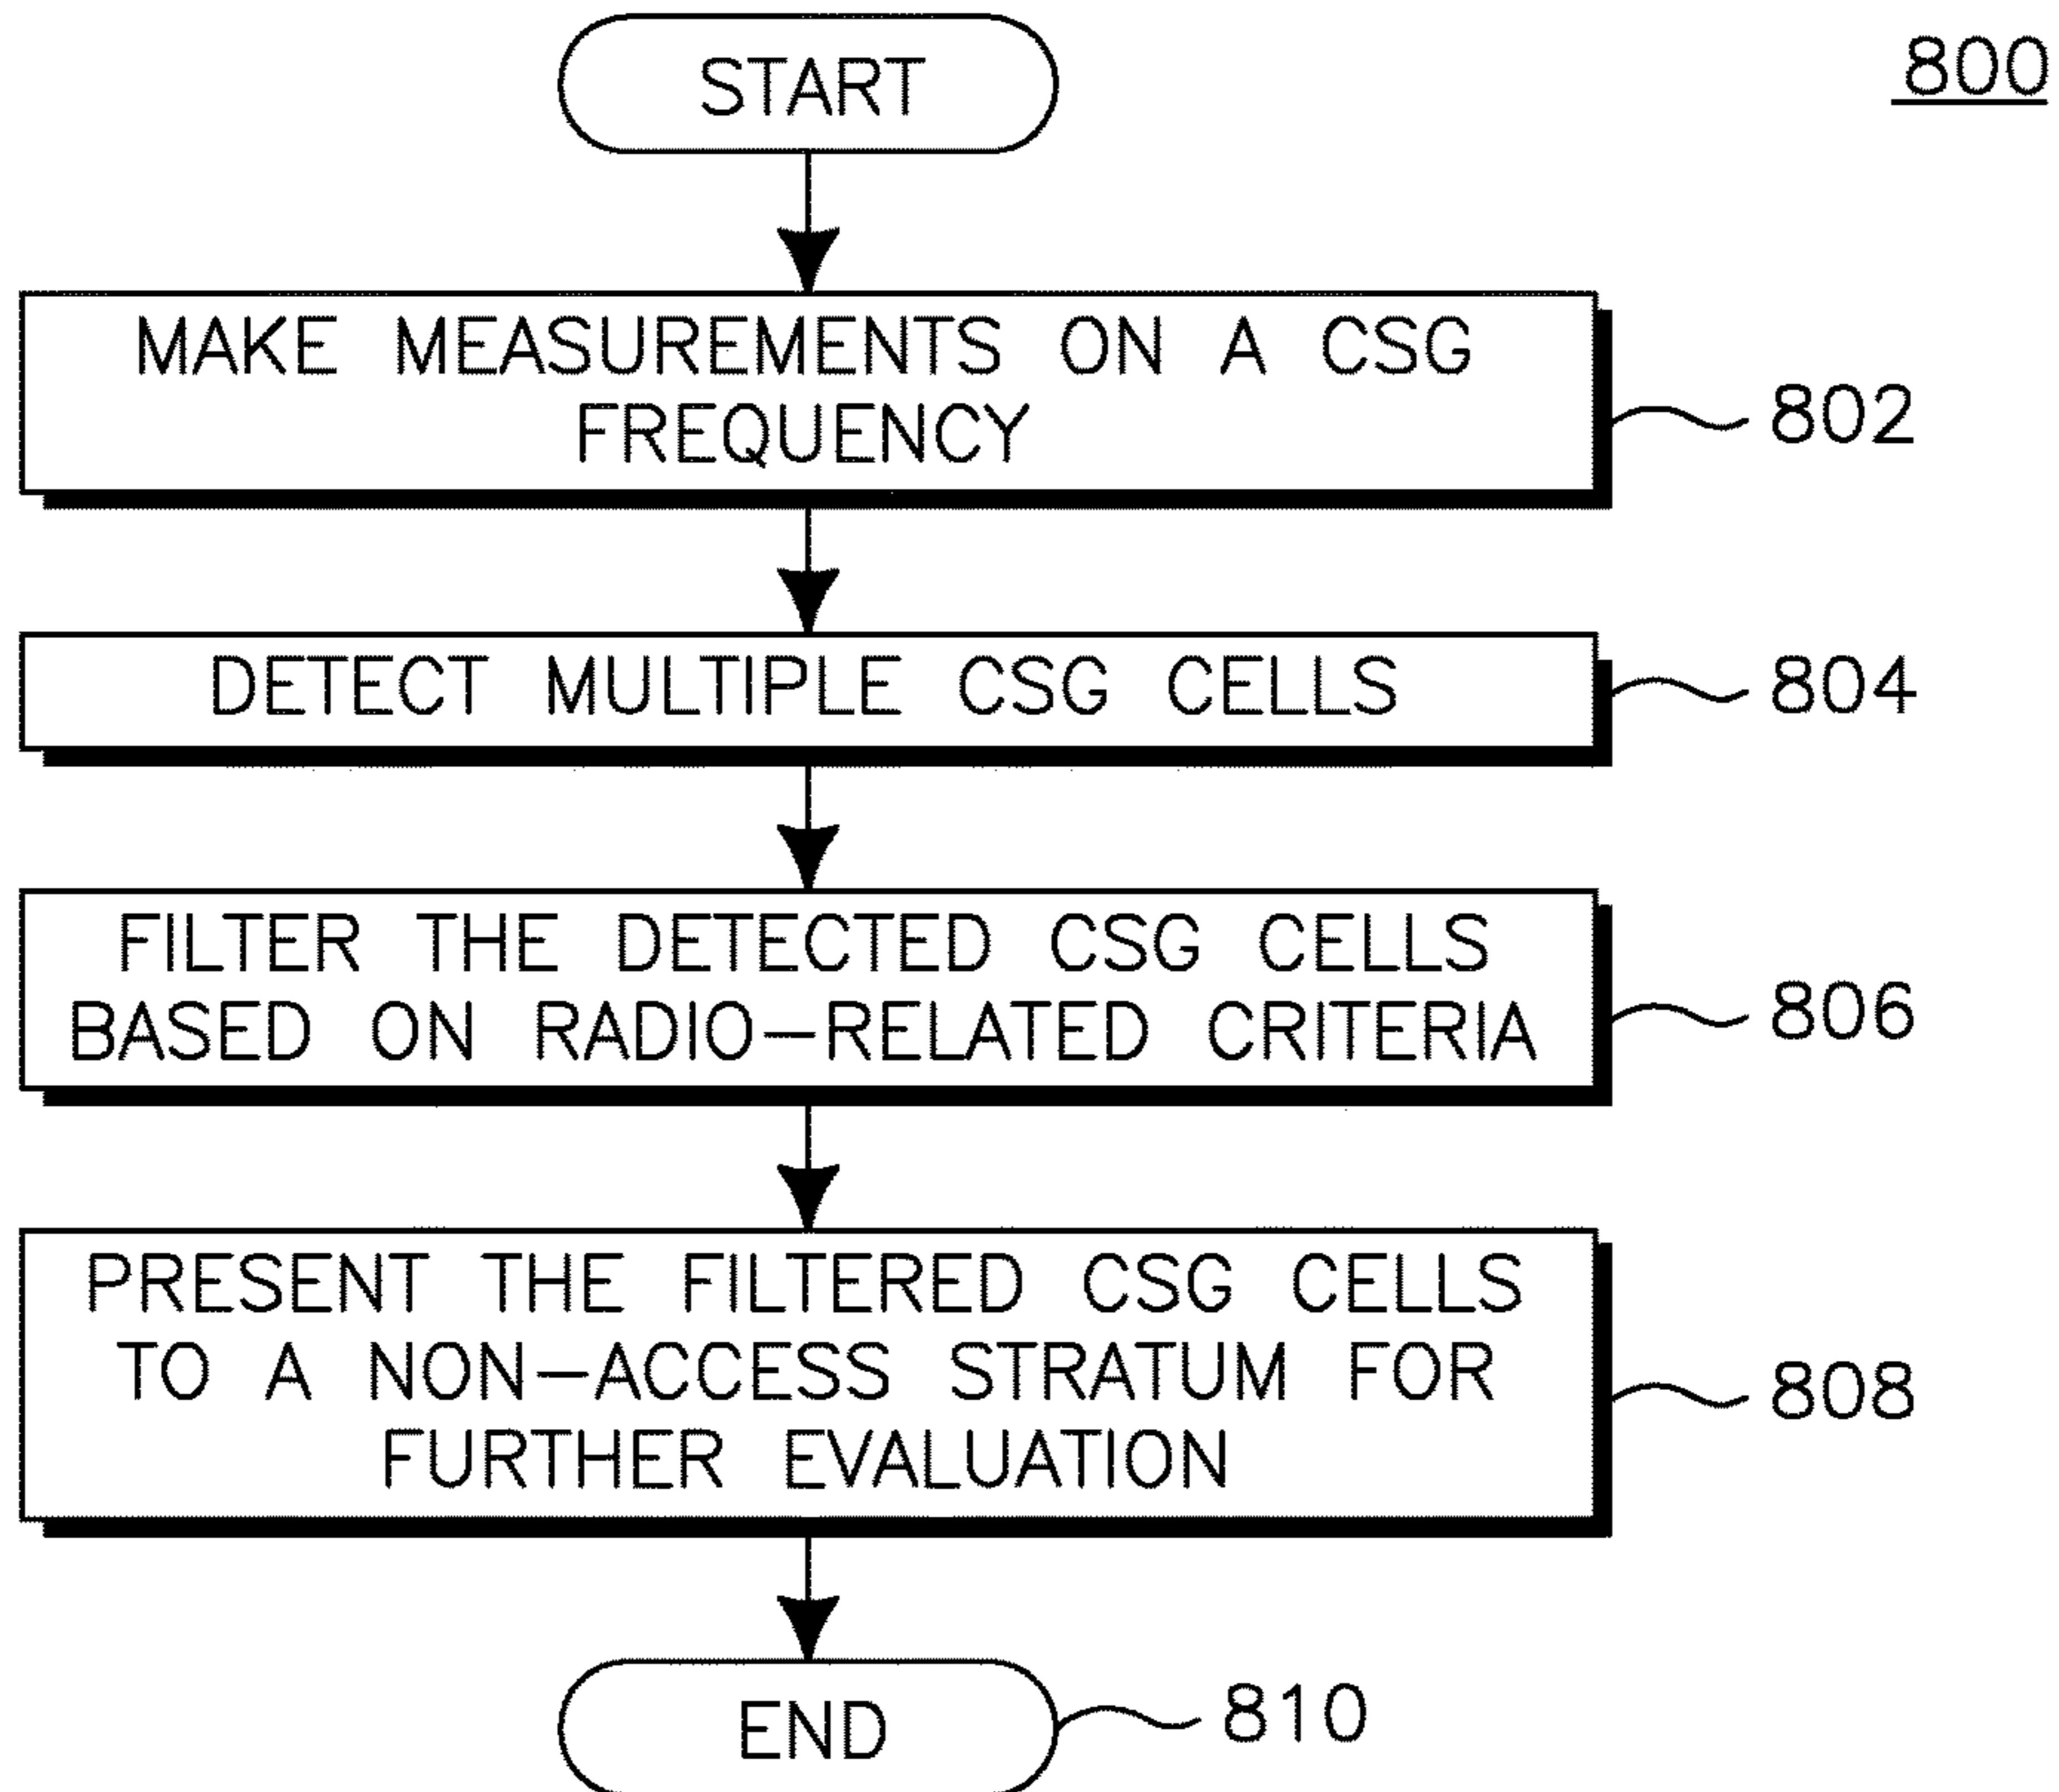 START
800
MAKE MEASUREMENTS ON A CSG
FREQUENCY
802
DETECT MULTIPLE CSG CELLS
804
FILTER THE DETECTED CSG CELLS
BASED ON RADIO-RELATED CRITERIA
806
PRESENT THE FILTERED CSG CELLS
TO A NON-ACCESS STRATUM FOR
FURTHER EVALUATION
808
END
810